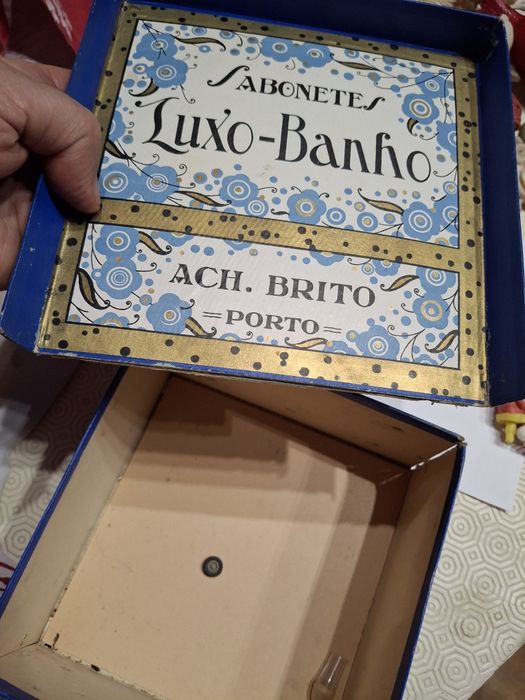 SABONETES
Luxo-Banho
ACH. BRITO
=PORTO=